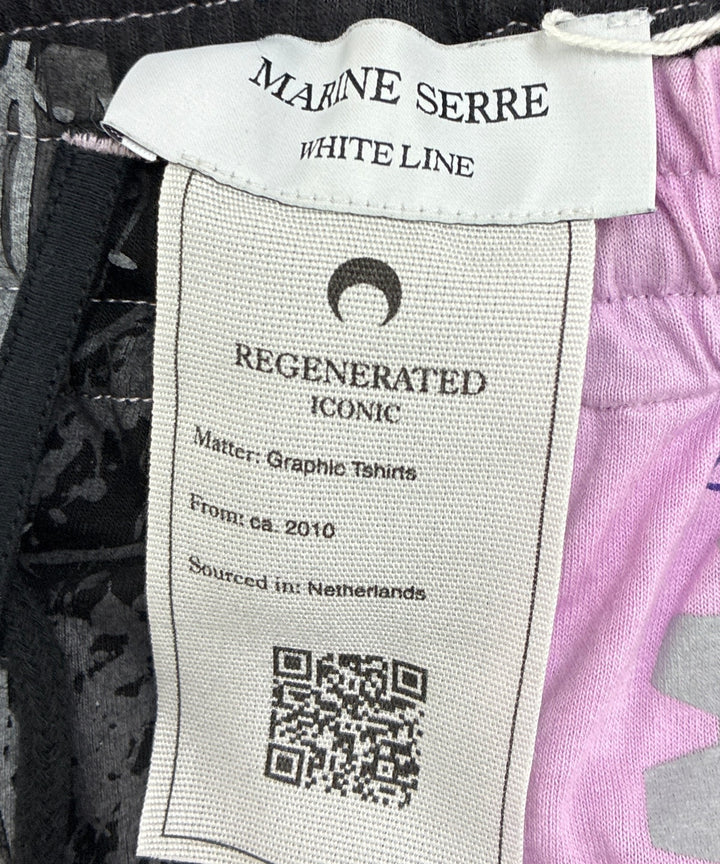 MARINE SERRE
WHITE LINE
REGENERATED
ICONIC
Matter: Graphic Tshirts
From: ca. 2010
Sourced in: Netherlands